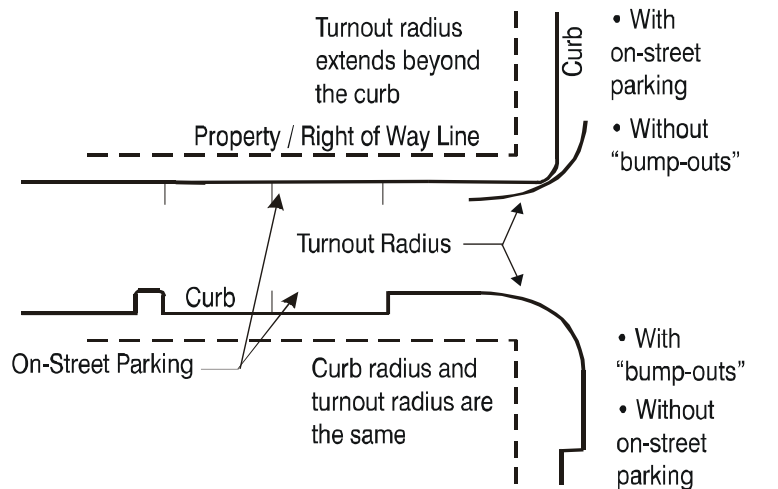 Turnout radius
extends beyond
the curb
Curb
• With
on-street
parking
Property / Right of Way Line
• Without
“bump-outs”
Turnout Radius
Curb
On-Street Parking
Curb radius and
turnout radius are
the same
• With
“bump-outs”
• Without
on-street
parking